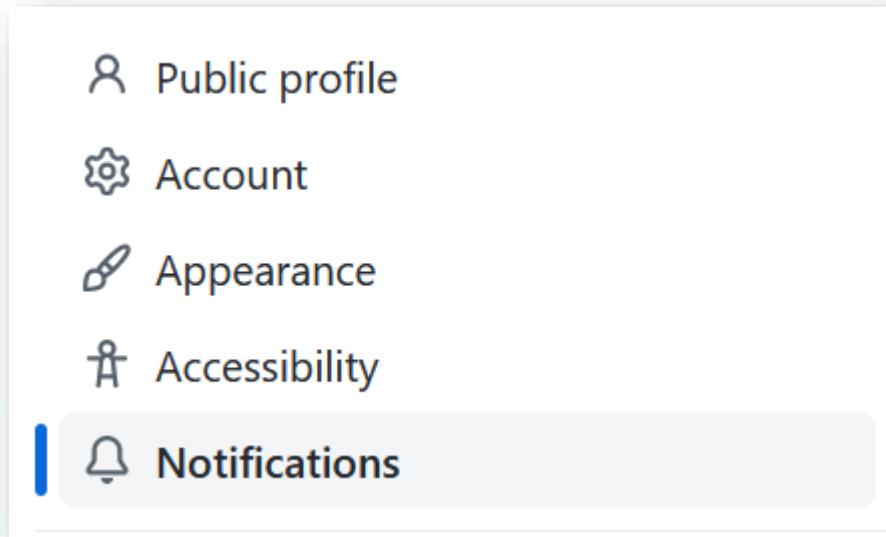 Public profile
Account
Appearance
Accessibility
Notifications